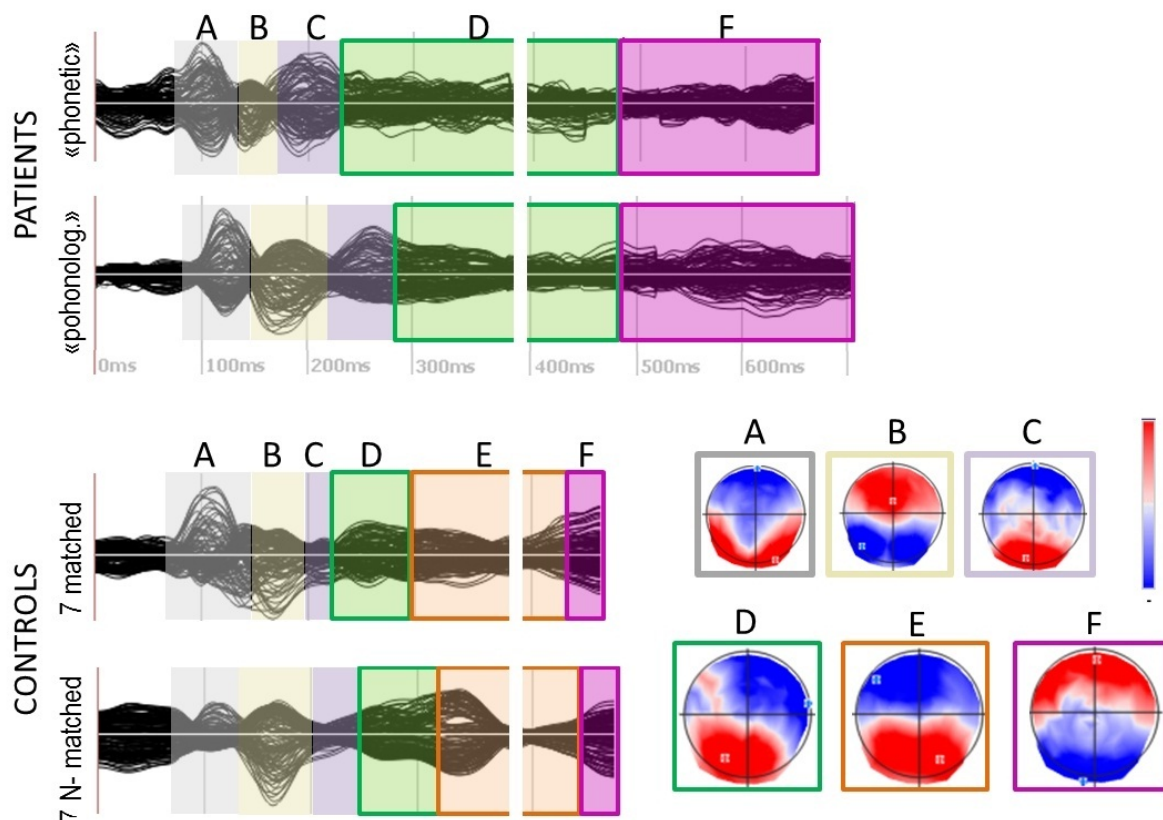 A B C D F
PATIENTS
«phonetic»
«pohonolog.»
0ms 100ms 200ms 300ms 400ms 500ms 600ms
CONTROLS
7 matched
A B C D E F
7 N- matched
A B C
D E F